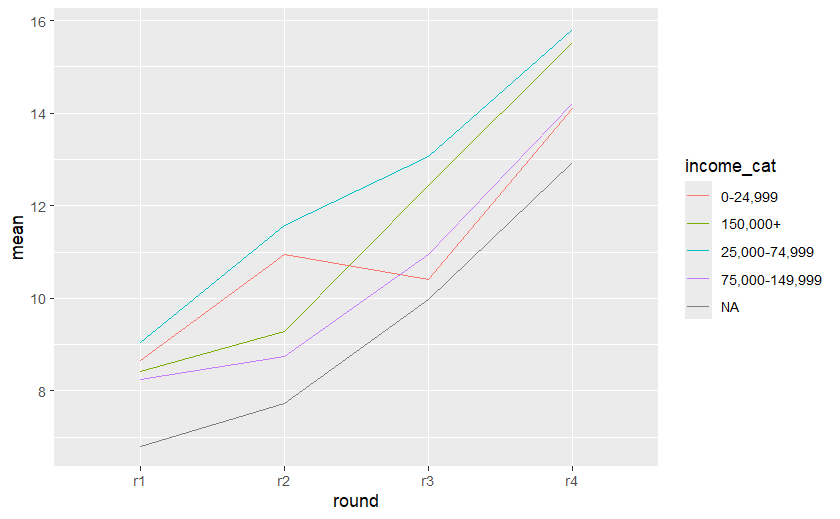 16
14
12
10
8
mean
r1 r2 r3 r4
round
income_cat
0-24,999
150,000+
25,000-74,999
75,000-149,999
NA